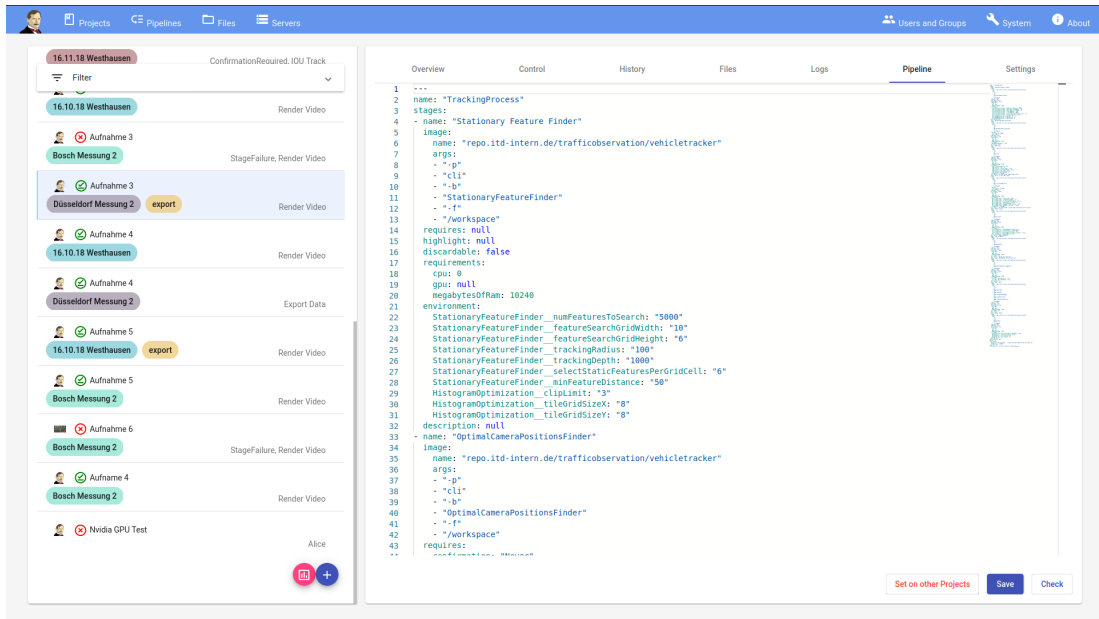 Projects Pipelines Files Servers Users and Groups System About
16.11.18 Westhausen ConfirmationRequired, IOU Track
Filter
16.10.18 Westhausen Render Video
Aufnahme 3
Bosch Messung 2 StageFailure, Render Video
Aufnahme 3
Düsseldorf Messung 2 export Render Video
Aufnahme 4
16.10.18 Westhausen Render Video
Aufnahme 4
Düsseldorf Messung 2 Export Data
Aufnahme 5
16.10.18 Westhausen export Render Video
Aufnahme 5
Bosch Messung 2 Render Video
Aufnahme 6
Bosch Messung 2 StageFailure, Render Video
Aufname 4
Bosch Messung 2 Render Video
Nvidia GPU Test
Alice
Overview Control History Files Logs Pipeline Settings
1 ---
2 name: "TrackingProcess"
3 stages:
4 - name: "Stationary Feature Finder"
5 image:
6 name: "repo.itd-intern.de/trafficobservation/vehicletracker"
7 args:
8 - "-p"
9 - "cli"
10 - "-b"
11 - "StationaryFeatureFinder"
12 - "-f"
13 - "/workspace"
14 requires: null
15 highlight: null
16 discardable: false
17 requirements:
18 cpu: 0
19 gpu: null
20 megabytesOfRam: 10240
21 environment:
22 StationaryFeatureFinder__numFeaturesToSearch: "5000"
23 StationaryFeatureFinder__featureSearchGridWidth: "10"
24 StationaryFeatureFinder__featureSearchGridHeight: "6"
25 StationaryFeatureFinder__trackingRadius: "100"
26 StationaryFeatureFinder__trackingDepth: "1000"
27 StationaryFeatureFinder__selectStaticFeaturesPerGridCell: "6"
28 StationaryFeatureFinder__minFeatureDistance: "50"
29 HistogramOptimization__clipLimit: "3"
30 HistogramOptimization__tileGridSizeX: "8"
31 HistogramOptimization__tileGridSizeY: "8"
32 description: null
33 - name: "OptimalCameraPositionsFinder"
34 image:
35 name: "repo.itd-intern.de/trafficobservation/vehicletracker"
36 args:
37 - "-p"
38 - "cli"
39 - "-b"
40 - "OptimalCameraPositionsFinder"
41 - "-f"
42 - "/workspace"
43 requires:
Set on other Projects Save Check